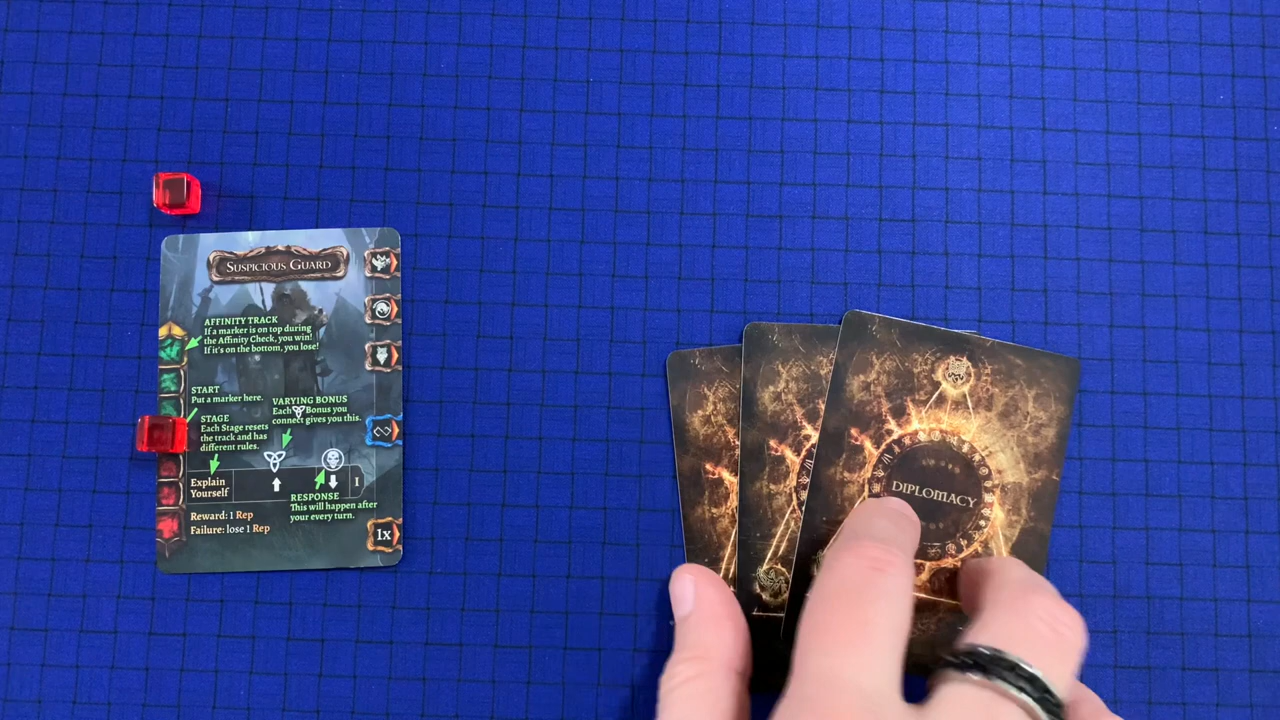 SUSPICIOUS GUARD
AFFINITY TRACK
If a marker is on top during
the Affinity Check, you win!
If it's on the bottom, you lose!
START
Put a marker here.
STAGE
Each Stage resets
the track and has
different rules.
VARYING BONUS
Each Bonus you
connect gives you this.
Explain
Yourself
I
RESPONSE
This will happen after
your every turn.
Reward: 1 Rep
Failure: lose 1 Rep
1x
DIPLOMACY